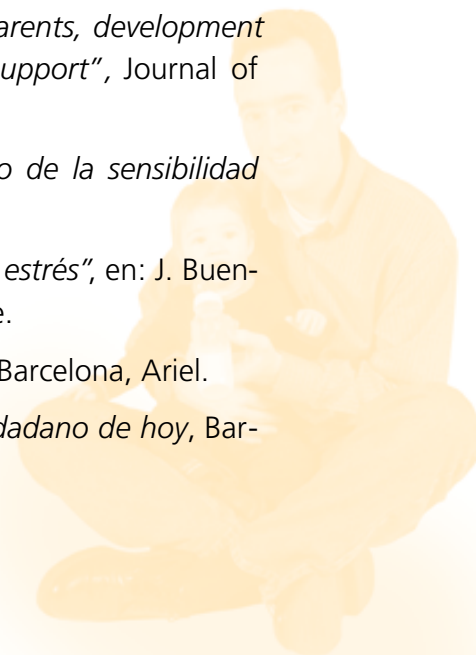 arents, development
upport", Journal of
o de la sensibilidad
estrés", en: J. Buen-
e.
Barcelona, Ariel.
dadano de hoy, Bar-